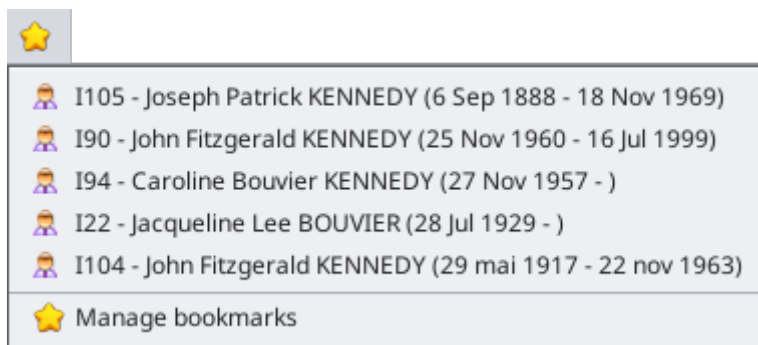 I105 - Joseph Patrick KENNEDY (6 Sep 1888 - 18 Nov 1969)
I90 - John Fitzgerald KENNEDY (25 Nov 1960 - 16 Jul 1999)
I94 - Caroline Bouvier KENNEDY (27 Nov 1957 - )
I22 - Jacqueline Lee BOUVIER (28 Jul 1929 - )
I104 - John Fitzgerald KENNEDY (29 mai 1917 - 22 nov 1963)
Manage bookmarks